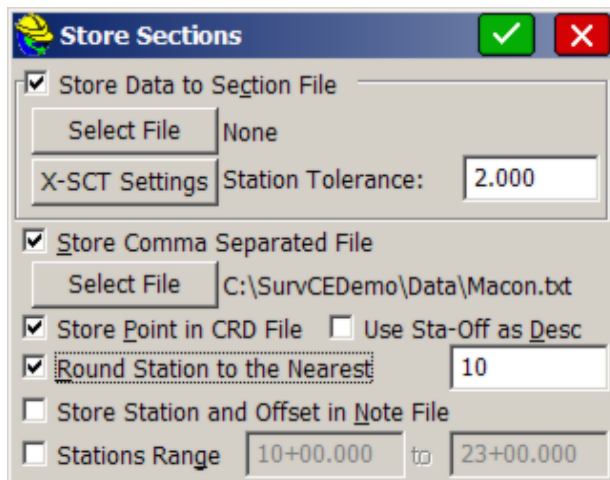 Store Sections
Store Data to Section File
Select File None
X-SCT Settings Station Tolerance: 2.000
Store Comma Separated File
Select File C:\SurvCEDemo\Data\Macon.txt
Store Point in CRD File Use Sta-Off as Desc
Round Station to the Nearest 10
Store Station and Offset in Note File
Stations Range 10+00.000 to 23+00.000